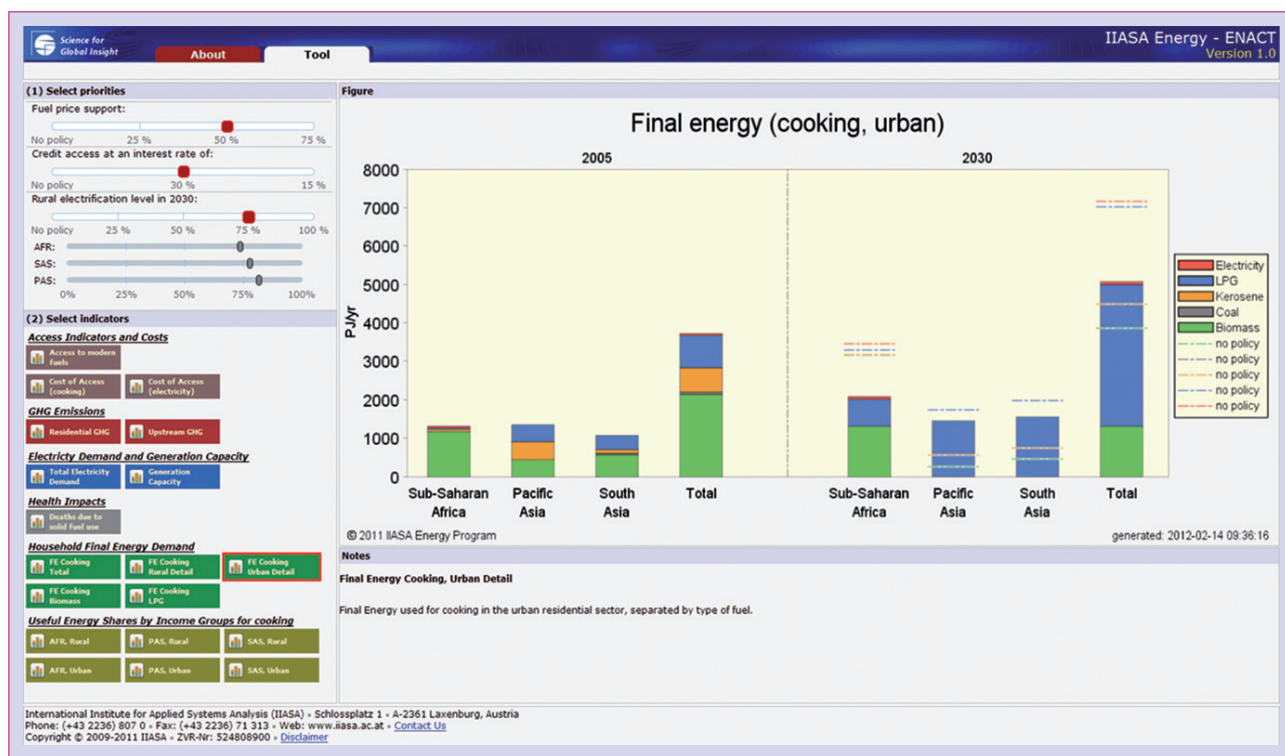 Science for
Global Insight
About
Tool
IIASA Energy - ENACT
Version 1.0
(1) Select priorities
Fuel price support:
No policy 25 % 50 % 75 %
Credit access at an interest rate of:
No policy 30 % 15 %
Rural electrification level in 2030:
No policy 25 % 50 % 75 % 100 %
AFR:
SAS:
PAS:
0% 25% 50% 75% 100%
(2) Select indicators
Access Indicators and Costs
Access to modern
fuels
Cost of Access
(cooking)
Cost of Access
(electricity)
GHG Emissions
Residential GHG
Upstream GHG
Electricty Demand and Generation Capacity
Total Electricity
Demand
Generation
Capacity
Health Impacts
Deaths due to
solid fuel use
Household Final Energy Demand
FE Cooking
Total
FE Cooking
Rural Detail
FE Cooking
Urban Detail
FE Cooking
Biomass
FE Cooking
LPG
Useful Energy Shares by Income Groups for cooking
AFR, Rural
PAS, Rural
SAS, Rural
AFR, Urban
PAS, Urban
SAS, Urban
Figure
Final energy (cooking, urban)
2005 2030
PJ/yr
8000
7000
6000
5000
4000
3000
2000
1000
0
Sub-Saharan
Africa
Pacific
Asia
South
Asia
Total
Sub-Saharan
Africa
Pacific
Asia
South
Asia
Total
Electricity
LPG
Kerosene
Coal
Biomass
no policy
no policy
no policy
no policy
no policy
© 2011 IIASA Energy Program
generated: 2012-02-14 09:36:16
Notes
Final Energy Cooking, Urban Detail
Final Energy used for cooking in the urban residential sector, separated by type of fuel.
International Institute for Applied Systems Analysis (IIASA) • Schlossplatz 1 • A-2361 Laxenburg, Austria
Phone: (+43 2236) 807 0 • Fax: (+43 2236) 71 313 • Web: www.iiasa.ac.at • Contact Us
Copyright © 2009-2011 IIASA • ZVR-Nr: 524808900 • Disclaimer